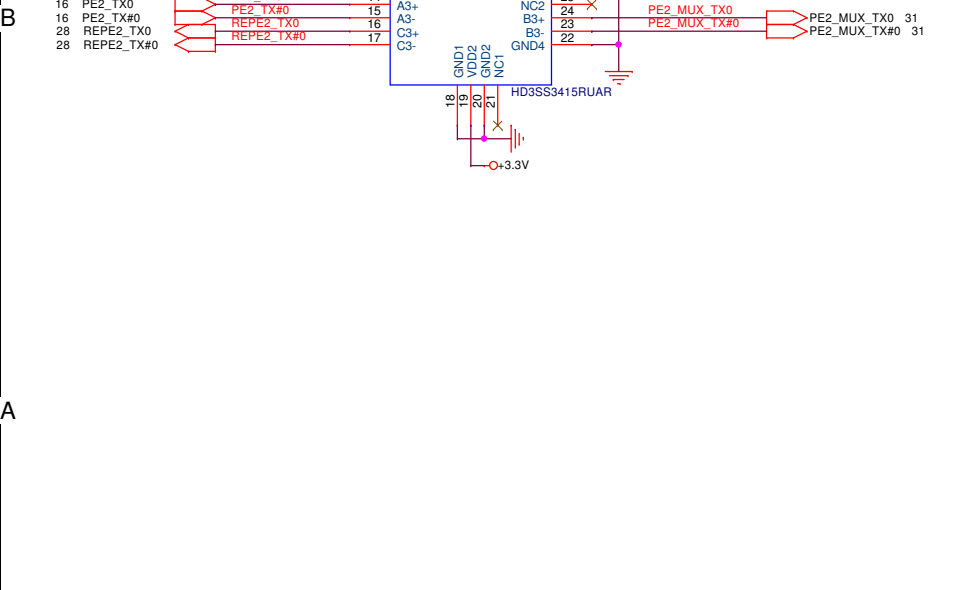 16 PE2_TX0
A3+
NC2
B
16 PE2_TX#0
PE2_TX#0
15
A3-
B3+
24
PE2_MUX_TX0
PE2_MUX_TX0 31
28 REPE2_TX0
REPE2_TX0
16
C3+
B3-
23
PE2_MUX_TX#0
PE2_MUX_TX#0 31
28 REPE2_TX#0
REPE2_TX#0
17
C3-
GND4
22
GND1
VDD2
GND2
NC1
18
19
20
21
HD3SS3415RUAR
+3.3V
A